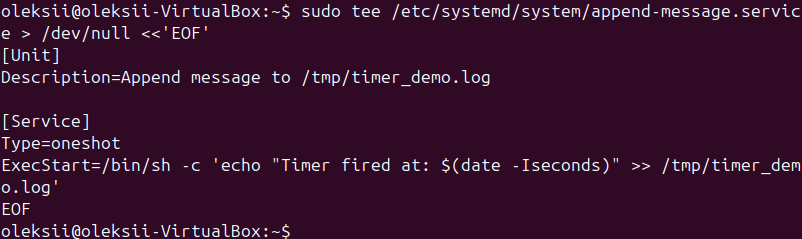 oleksii@oleksii-VirtualBox:~$ sudo tee /etc/systemd/system/append-message.servic
e > /dev/null <<'EOF'
[Unit]
Description=Append message to /tmp/timer_demo.log

[Service]
Type=oneshot
ExecStart=/bin/sh -c 'echo "Timer fired at: $(date -Iseconds)" >> /tmp/timer_dem
o.log'
EOF
oleksii@oleksii-VirtualBox:~$